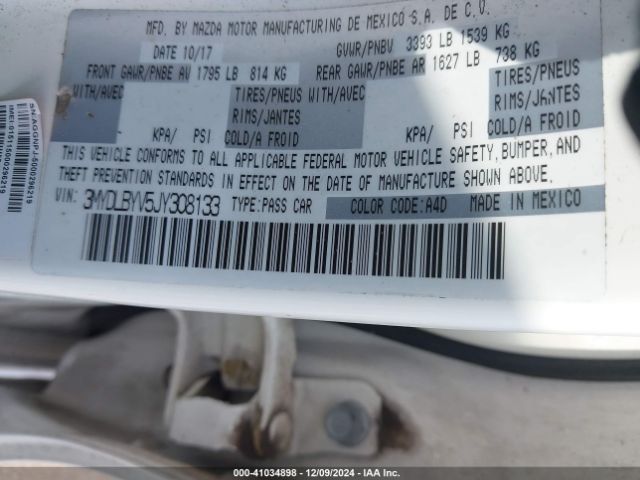 MFD. BY MAZDA MOTOR MANUFACTURING DE MEXICO S.A. DE C.V.
DATE 10/17 GVWR/PNBV 3393 LB 1539 KG
FRONT GAWR/PNBE AV 1795 LB 814 KG REAR GAWR/PNBE AR 1627 LB 738 KG
WITH/AVEC TIRES/PNEUS WITH/AVEC TIRES/PNEUS
RIMS/JANTES RIMS/JANTES
KPA/ PSI COLD/A FROID KPA/ PSI COLD/A FROID
THIS VEHICLE CONFORMS TO ALL APPLICABLE FEDERAL MOTOR VEHICLE SAFETY, BUMPER, AND
THEFT PREVENTION STANDARDS IN EFFECT ON THE DATE OF MANUFACTURE SHOWN ABOVE.
VIN: 3MYDLBYV5JY308133 TYPE:PASS CAR COLOR CODE:A4D MADE IN MEXICO
000-41034898 - 12/09/2024 - IAA Inc.